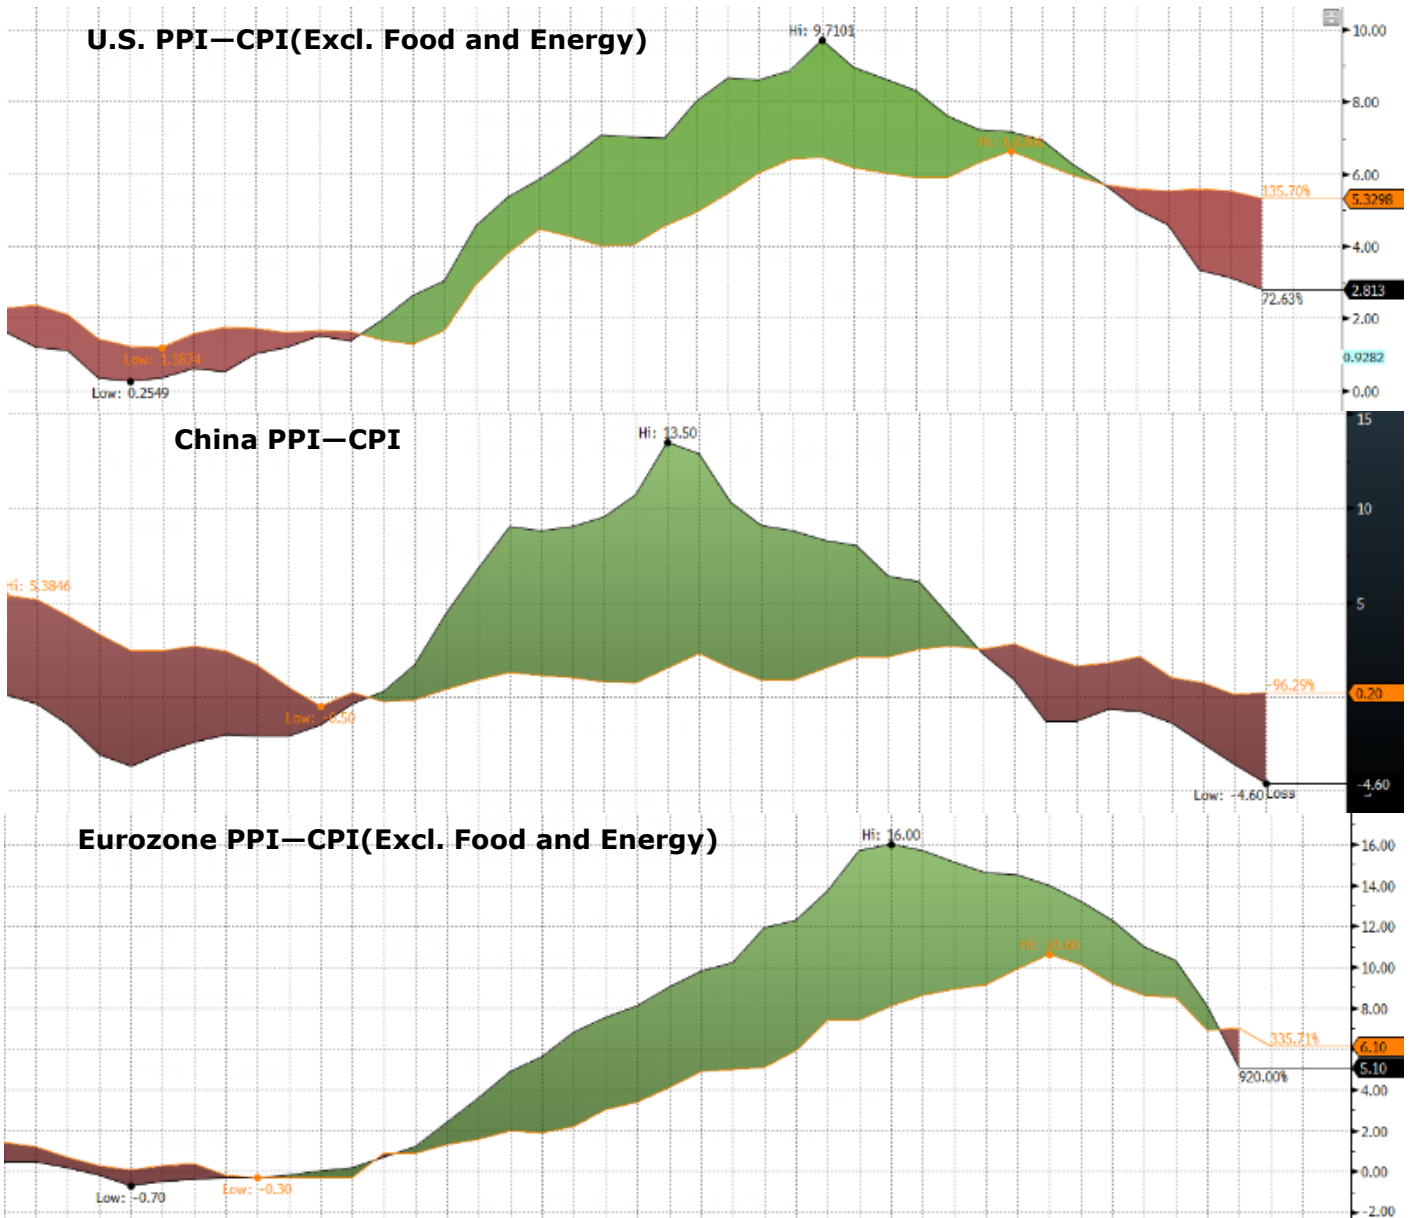 U.S. PPI—CPI(Excl. Food and Energy)
Hi: 9.7101
10.00
8.00
6.00
135.70%
5.3298
4.00
2.813
72.63%
2.00
0.9282
Low: 1.1824
0.00
Low: 0.2549
China PPI—CPI
Hi: 13.50
15
10
Hi: 5.3846
5
-96.29%
0.20
Low: -0.50
-4.60
Low: -4.60
Loss
Eurozone PPI—CPI(Excl. Food and Energy)
Hi: 16.00
16.00
14.00
12.00
Hi: 10.60
10.00
8.00
335.71%
6.10
5.10
920.00%
4.00
2.00
0.00
Low: -0.30
Low: -0.70
-2.00